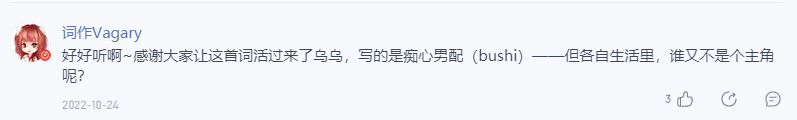 词作Vagary
好好听啊~感谢大家让这首词活过来了乌乌，写的是痴心男配（bushi）——但各自生活里，谁又不是个主角
呢？
2022-10-24
3